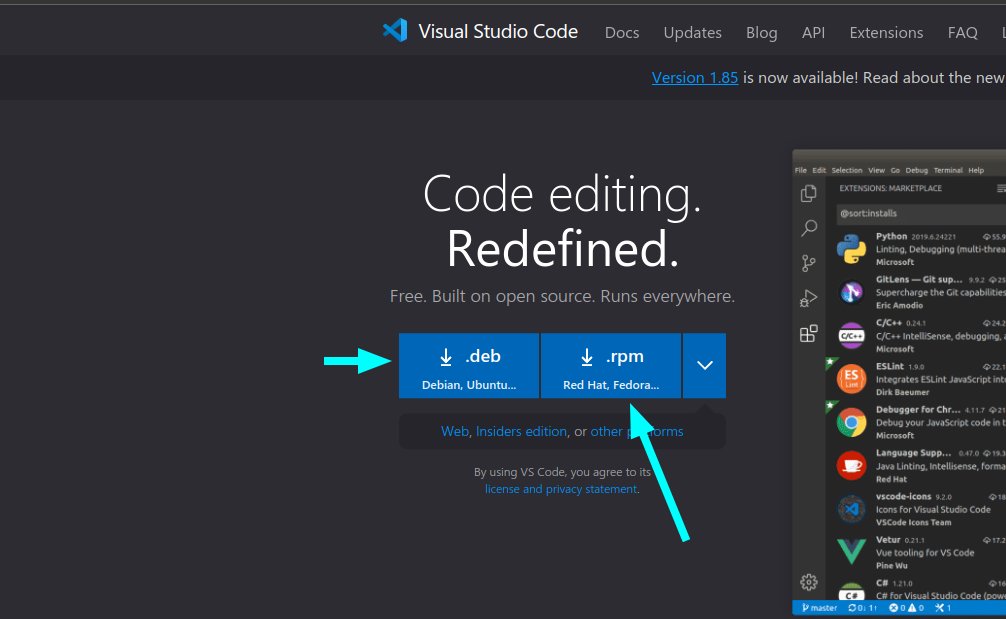 Visual Studio Code Docs Updates Blog API Extensions FAQ
Version 1.85 is now available! Read about the new
Code editing.
Redefined.
Free. Built on open source. Runs everywhere.
.deb
Debian, Ubuntu...
.rpm
Red Hat, Fedora...
Web, Insiders edition, or other platforms
By using VS Code, you agree to its
license and privacy statement.
File Edit Selection View Go Debug Terminal Help
EXTENSIONS: MARKETPLACE
@sort:installs
Python 2019.6.24221 55.9
Linting, Debugging (multi-threa
Microsoft
GitLens — Git sup... 9.9.2
Supercharge the Git capabilities
Eric Amodio
C/C++ 0.24.1 24.2
C/C++ IntelliSense, debugging, a
Microsoft
ESLint 1.9.0 22.1
Integrates ESLint JavaScript int
Dirk Baeumer
Debugger for Chr... 4.11.7
Debug your JavaScript code in t
Microsoft
Language Supp... 0.47.0 19.3
Java Linting, Intellisense, forma
Red Hat
vscode-icons 9.2.0 18
Icons for Visual Studio Code
VSCode Icons Team
Vetur 0.21.1 17.2
Vue tooling for VS Code
Pine Wu
C# 1.21.0 16
C# for Visual Studio Code (powe
master 0↓ 1↑ 0 0 1